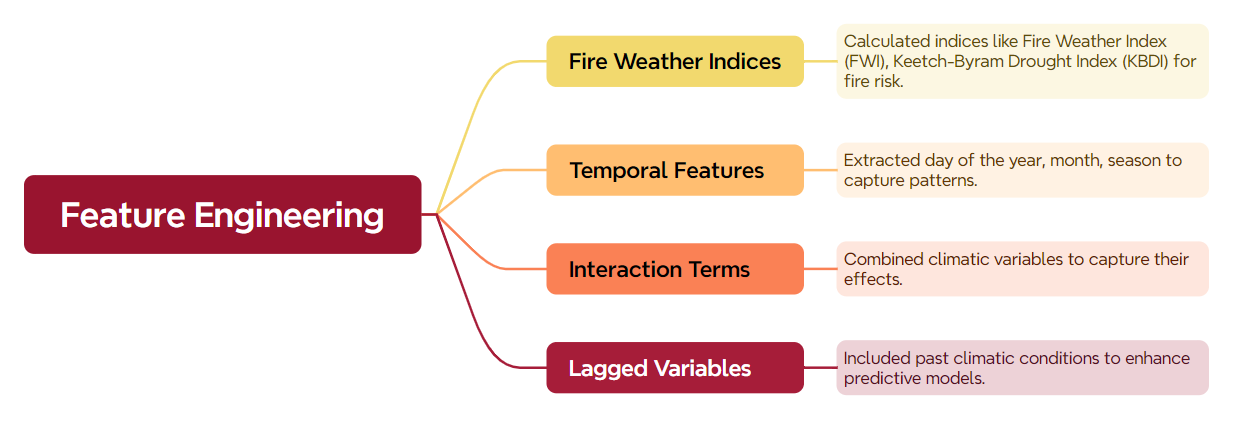 Feature Engineering
Fire Weather Indices
Calculated indices like Fire Weather Index
(FWI), Keetch-Byram Drought Index (KBDI) for
fire risk.
Temporal Features
Extracted day of the year, month, season to
capture patterns.
Interaction Terms
Combined climatic variables to capture their
effects.
Lagged Variables
Included past climatic conditions to enhance
predictive models.